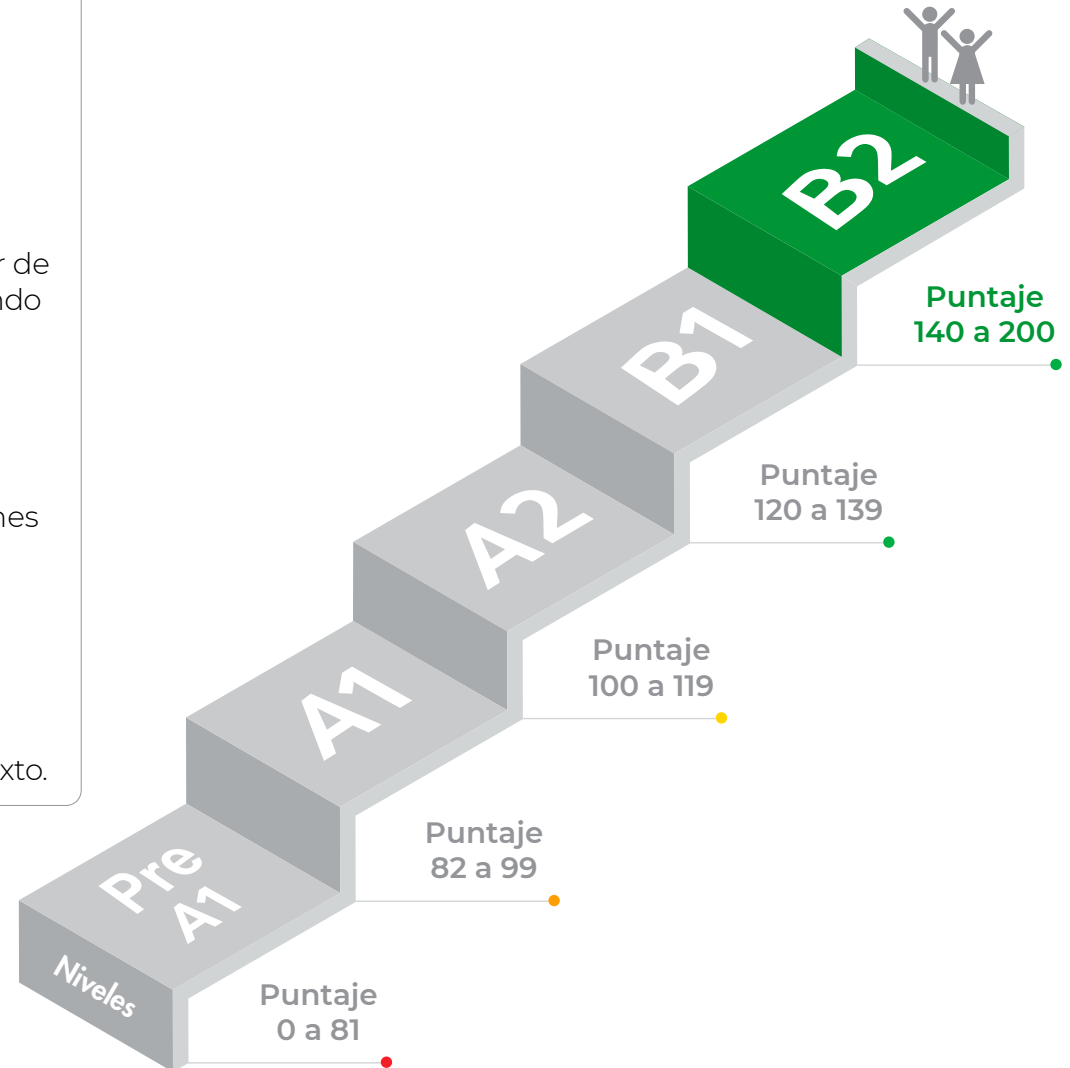 r de
ndo
nes
xto.
B2
Puntaje
140 a 200
B1
Puntaje
120 a 139
A2
Puntaje
100 a 119
A1
Puntaje
82 a 99
Pre
A1
Niveles
Puntaje
0 a 81